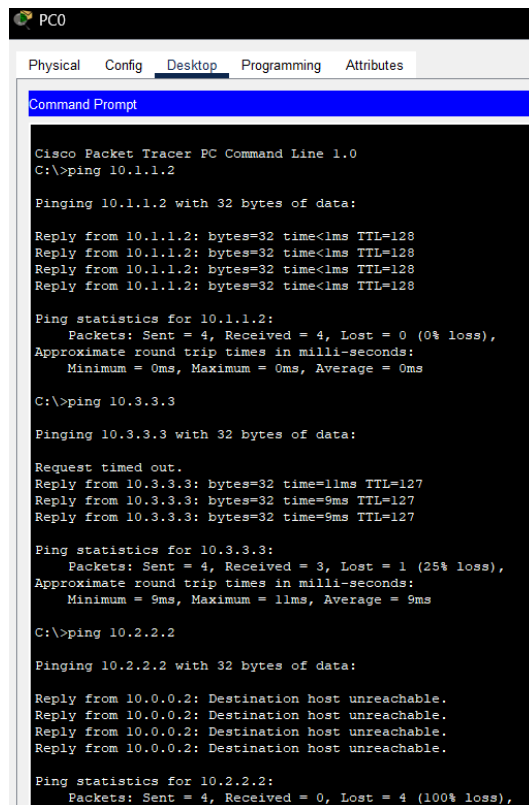 PC0
Physical Config Desktop Programming Attributes
Command Prompt
Cisco Packet Tracer PC Command Line 1.0
C:\>ping 10.1.1.2
Pinging 10.1.1.2 with 32 bytes of data:
Reply from 10.1.1.2: bytes=32 time<1ms TTL=128
Reply from 10.1.1.2: bytes=32 time<1ms TTL=128
Reply from 10.1.1.2: bytes=32 time<1ms TTL=128
Reply from 10.1.1.2: bytes=32 time<1ms TTL=128
Ping statistics for 10.1.1.2:
    Packets: Sent = 4, Received = 4, Lost = 0 (0% loss),
Approximate round trip times in milli-seconds:
    Minimum = 0ms, Maximum = 0ms, Average = 0ms
C:\>ping 10.3.3.3
Pinging 10.3.3.3 with 32 bytes of data:
Request timed out.
Reply from 10.3.3.3: bytes=32 time=11ms TTL=127
Reply from 10.3.3.3: bytes=32 time=9ms TTL=127
Reply from 10.3.3.3: bytes=32 time=9ms TTL=127
Ping statistics for 10.3.3.3:
    Packets: Sent = 4, Received = 3, Lost = 1 (25% loss),
Approximate round trip times in milli-seconds:
    Minimum = 9ms, Maximum = 11ms, Average = 9ms
C:\>ping 10.2.2.2
Pinging 10.2.2.2 with 32 bytes of data:
Reply from 10.0.0.2: Destination host unreachable.
Reply from 10.0.0.2: Destination host unreachable.
Reply from 10.0.0.2: Destination host unreachable.
Reply from 10.0.0.2: Destination host unreachable.
Ping statistics for 10.2.2.2:
    Packets: Sent = 4, Received = 0, Lost = 4 (100% loss),